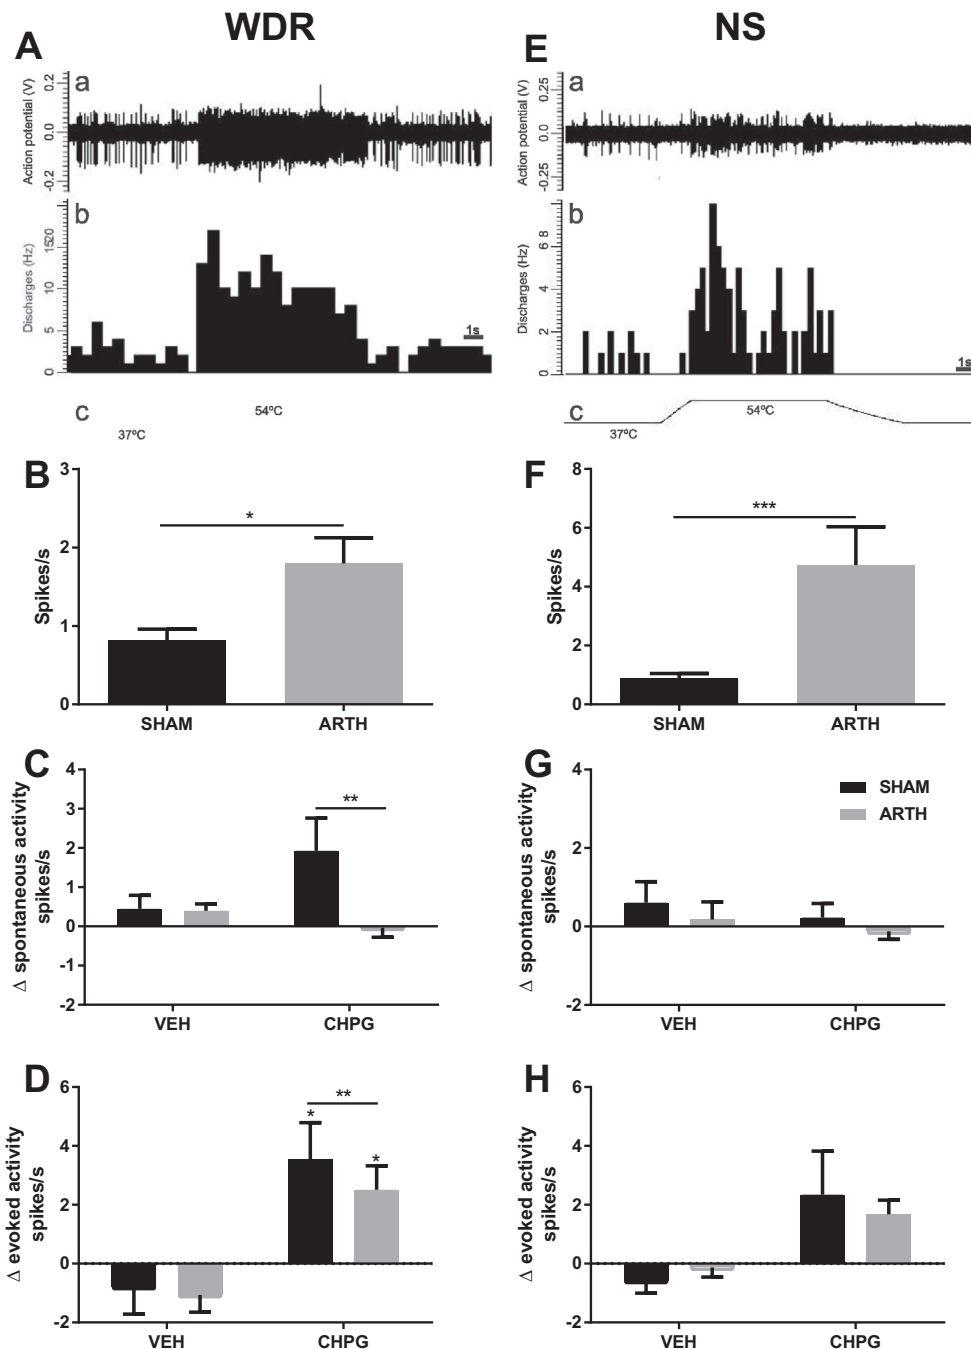 WDR
NS
A
a
Action potential (V)
0.2
0.0
-0.2
b
Discharges (Hz)
20
15
10
5
0
1s
c
54ºC
37ºC
E
a
Action potential (V)
0.25
0.0
-0.25
b
Discharges (Hz)
8
6
4
2
0
1s
c
54ºC
37ºC
B
Spikes/s
3
2
1
0
*
SHAM
ARTH
F
Spikes/s
8
6
4
2
0
***
SHAM
ARTH
C
Δ spontaneous activity
spikes/s
4
3
2
1
0
-1
-2
**
VEH
CHPG
G
Δ spontaneous activity
spikes/s
4
2
0
-2
SHAM
ARTH
VEH
CHPG
D
Δ evoked activity
spikes/s
6
4
2
0
-2
**
*
*
VEH
CHPG
H
Δ evoked activity
spikes/s
6
4
2
0
-2
VEH
CHPG